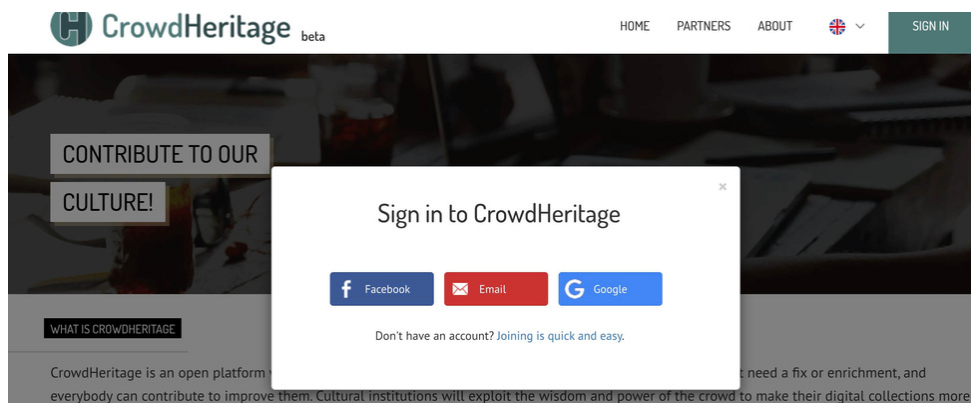 CrowdHeritage beta
HOME PARTNERS ABOUT SIGN IN
CONTRIBUTE TO OUR
CULTURE!
×
Sign in to CrowdHeritage
Facebook Email Google
Don't have an account? Joining is quick and easy.
WHAT IS CROWDHERITAGE
CrowdHeritage is an open platform need a fix or enrichment, and
everybody can contribute to improve them. Cultural institutions will exploit the wisdom and power of the crowd to make their digital collections more